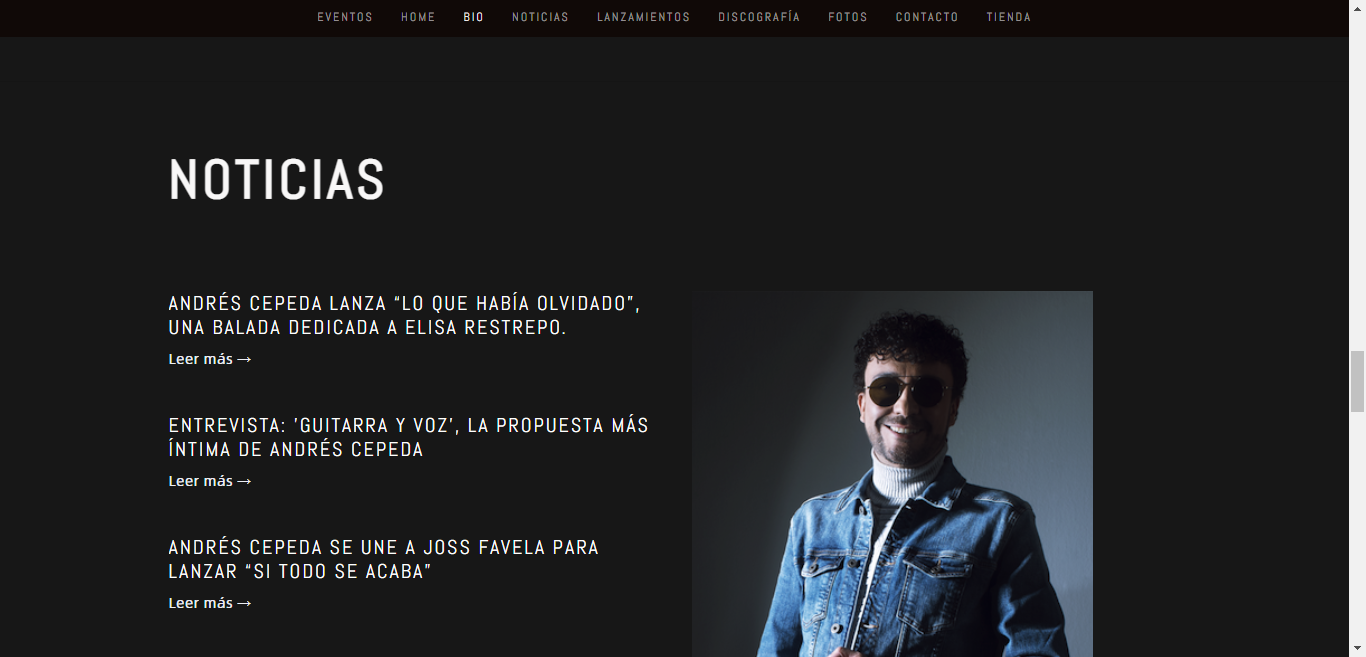 EVENTOS HOME BIO NOTICIAS LANZAMIENTOS DISCOGRAFÍA FOTOS CONTACTO TIENDA
NOTICIAS
ANDRÉS CEPEDA LANZA “LO QUE HABÍA OLVIDADO”,
UNA BALADA DEDICADA A ELISA RESTREPO.
Leer más →
ENTREVISTA: ’GUITARRA Y VOZ’, LA PROPUESTA MÁS
ÍNTIMA DE ANDRÉS CEPEDA
Leer más →
ANDRÉS CEPEDA SE UNE A JOSS FAVELA PARA
LANZAR “SI TODO SE ACABA”
Leer más →